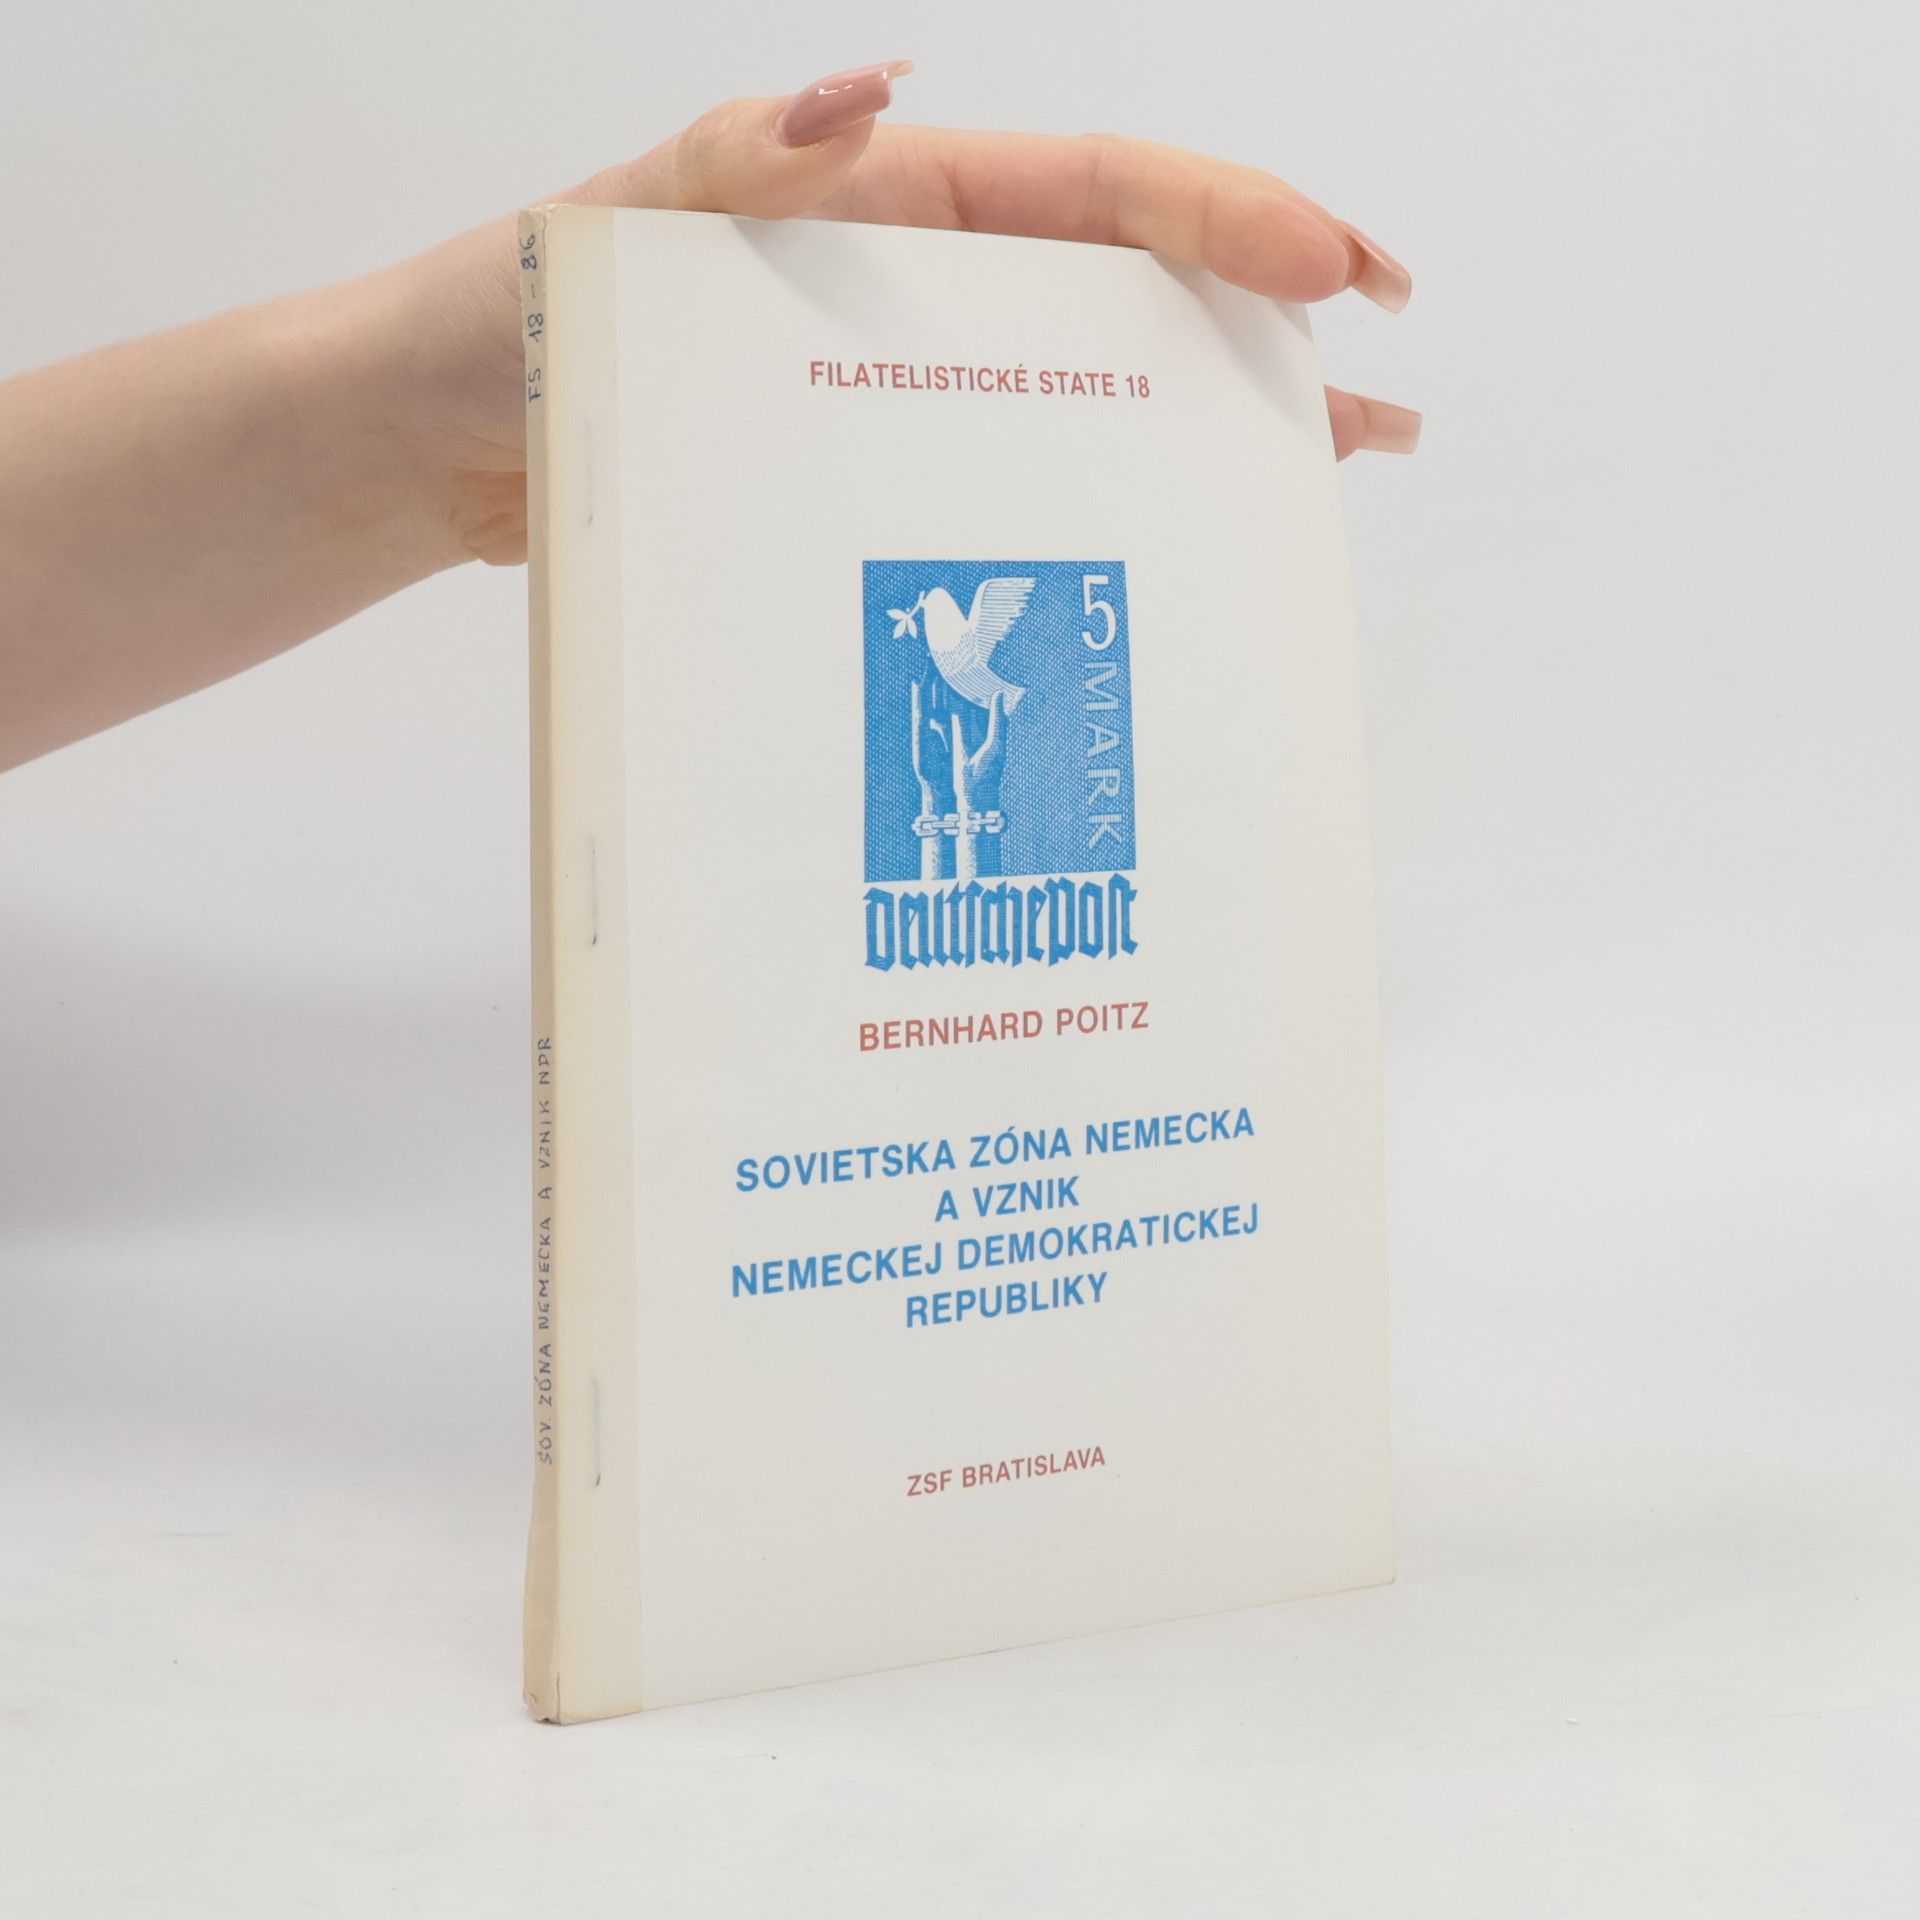 FS 18 - 86
SOV. ZÓNA NEMECKA A VZNIK NDR
FILATELISTICKÉ STATE 18
5 MARK
Deutsche Post
BERNHARD POITZ
SOVIETSKA ZÓNA NEMECKA
A VZNIK
NEMECKEJ DEMOKRATICKEJ
REPUBLIKY
ZSF BRATISLAVA